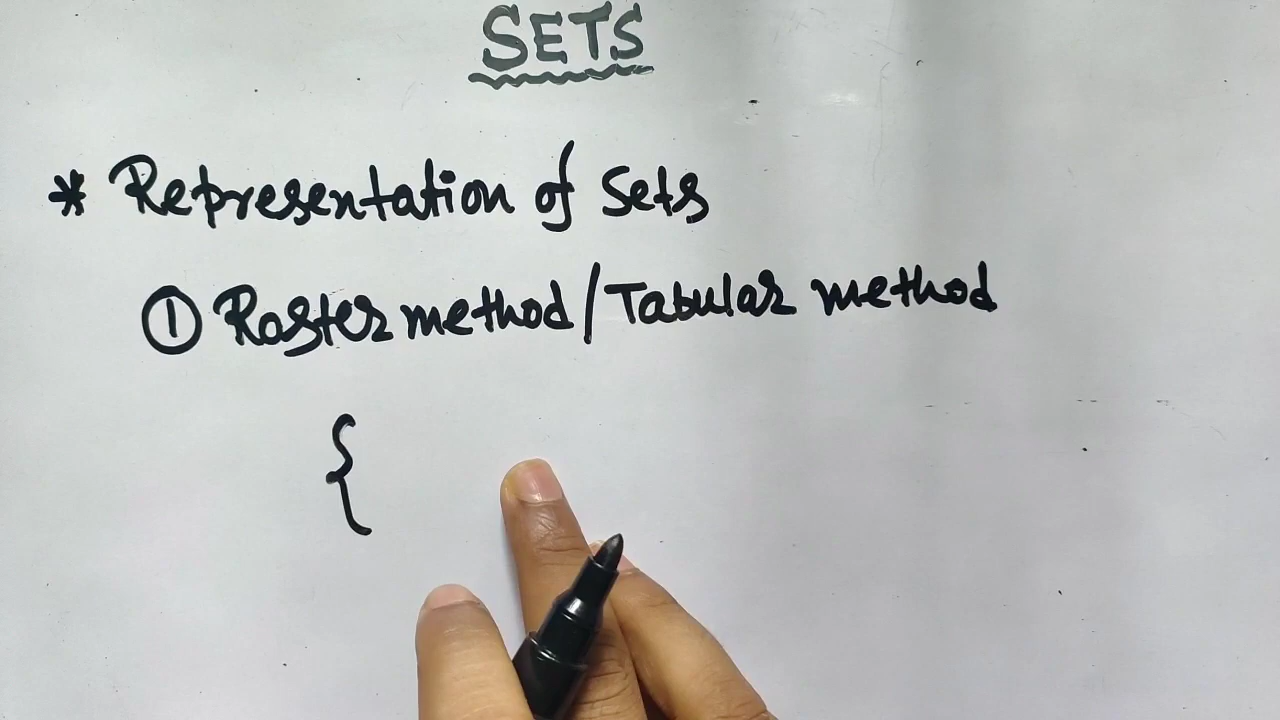 SETS
* Representation of Sets
① Roster method / Tabular method
{